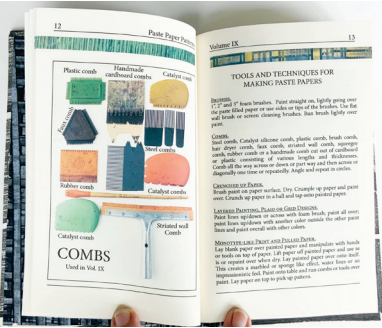 12
Paste Paper Pattern
Plastic comb
Handmade
cardboard combs
Catalyst comb
Faux comb
Steel combs
Rubber comb
Catalyst combs
Catalyst comb
Striated wall
Comb
COMBS
Used in Vol. IX
Volume IX
13
TOOLS AND TECHNIQUES FOR
MAKING PASTE PAPERS
BRUSHES.
1", 2" and 3" foam brushes. Paint straight on, lightly going over
the paste filled paper or use sides or tips of the brushes. Use flat
wall brush or screen cleaning brushes. Run brush lightly over
paint.
COMBS.
Steel comb, Catalyst silicone comb, plastic comb, brush comb,
hair dryer comb, faux comb, striated wall comb, squeegee
comb, rubber comb or a handmade comb cut out of cardboard
or plastic consisting of various lengths and thicknesses.
Comb all the way across or down or part way and then across or
diagonally one time or repeatedly. Angle and repeat in circles.
CRUNCHED UP PAPER.
Brush paint on paper surface. Dry. Crumple up paper and paint
over. Crunch up paper in a ball and tap onto painted paper.
LAYERED PAINTING, PLAID OR GRID DESIGNS.
Paint lines up/down or across with foam brush, paint all over;
paint lines up/down with another color outside the other paint
lines and paint overall with other colors.
MONOTYPE-LIKE PRINT AND PULLED PAPER.
Lay blank paper over painted paper and manipulate with hands
or tools on top of paper. Lift paper off painted paper and use as
is or repaint over when dry. Lay painted paper over onto itself.
This creates a marbled or sponge like effect, water lines or an
impressionistic feel. Paint onto table and run combs or tools over
paint. Lay paper on top to pick up pattern.